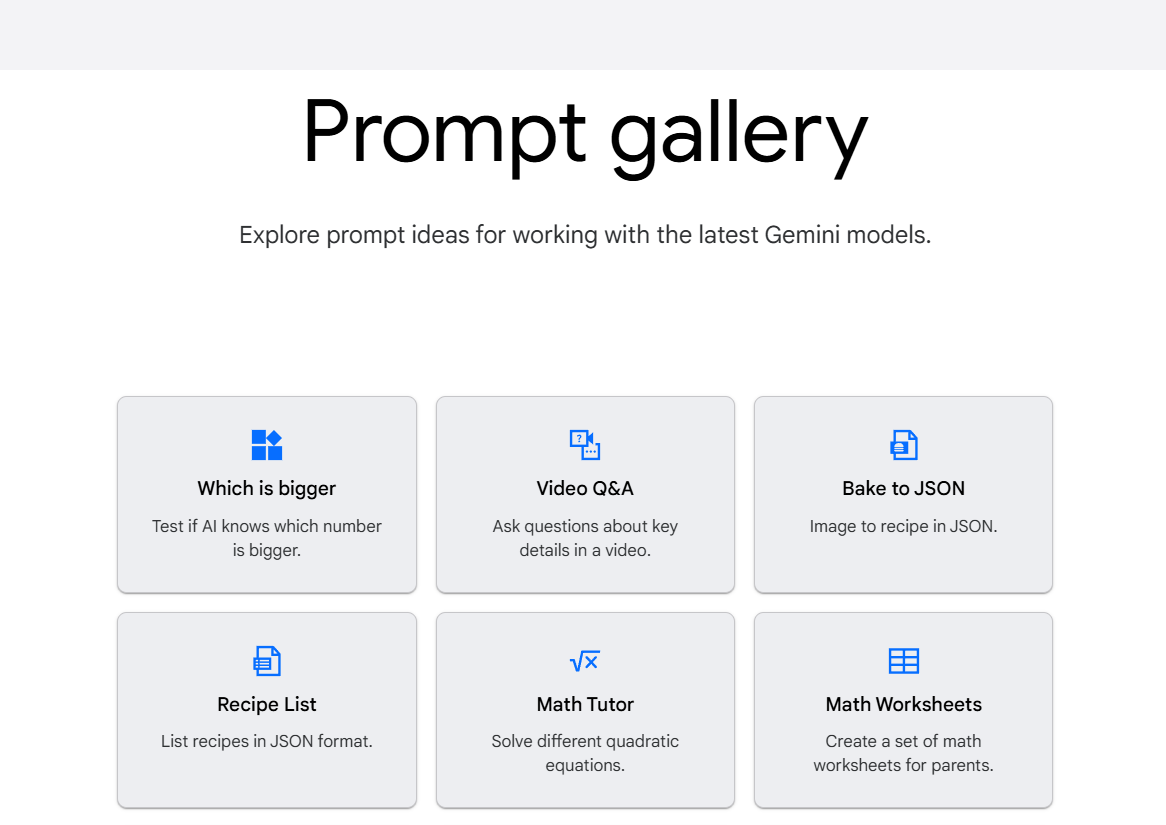 Prompt gallery
Explore prompt ideas for working with the latest Gemini models.
Which is bigger
Test if AI knows which number
is bigger.
Video Q&A
Ask questions about key
details in a video.
Bake to JSON
Image to recipe in JSON.
Recipe List
List recipes in JSON format.
Math Tutor
Solve different quadratic
equations.
Math Worksheets
Create a set of math
worksheets for parents.